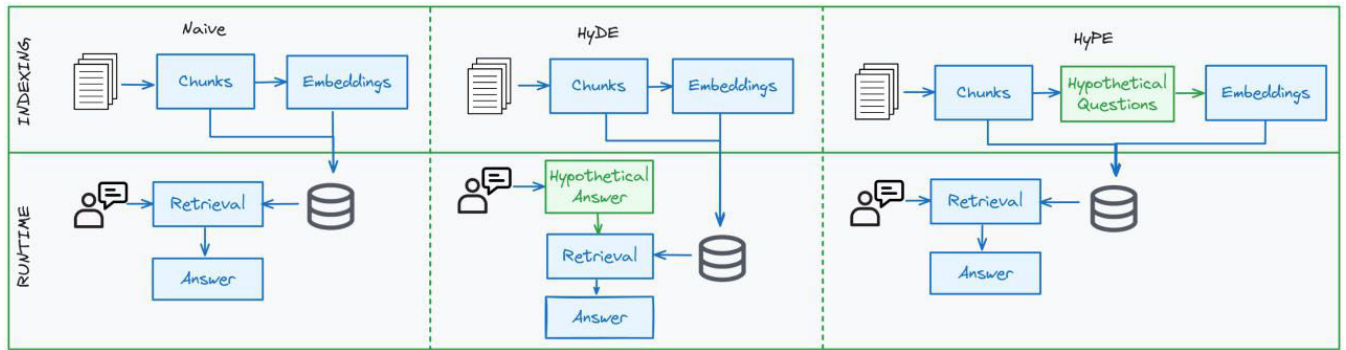 Naive
HyDE
HyPE
INDEXING,
Chunks
Embeddings
Chunks
Embeddings
Chunks
Hypothetical
Questions
Embeddings
RUNTIME
Retrieval
Answer
Hypothetical
Answer
Retrieval
Answer
Retrieval
Answer